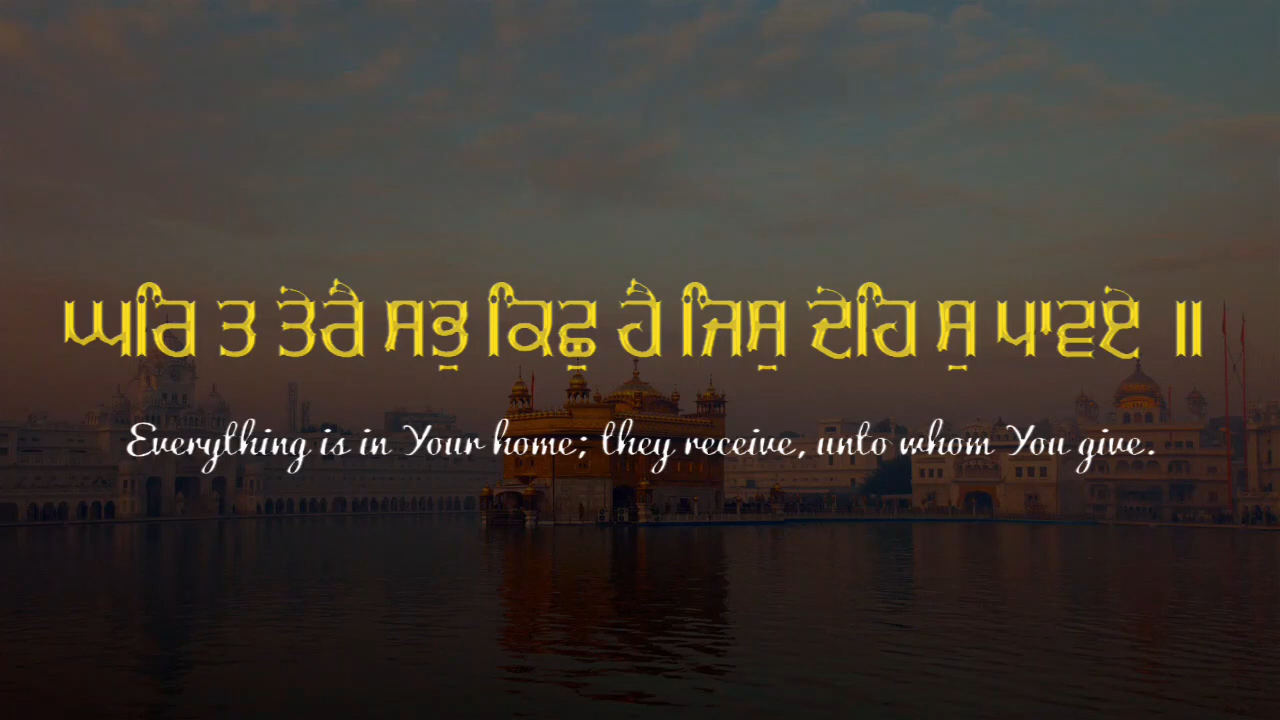 ਘਰਿ ਤ ਤੇਰੈ ਸਭੁ ਕਿਛੁ ਹੈ ਜਿਸੁ ਦੇਹਿ ਸੁ ਪਾਵਏ ॥
Everything is in Your home; they receive, unto whom You give.